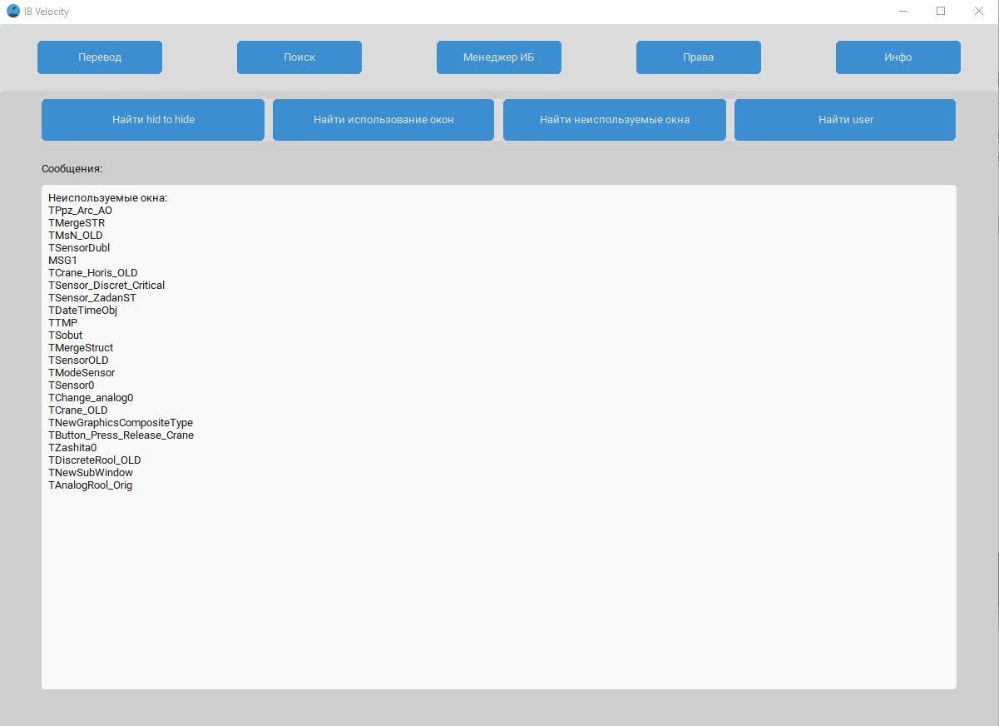 IB Velocity
Перевод
Поиск
Менеджер ИБ
Права
Инфо
Найти hid to hide
Найти использование окон
Найти неиспользуемые окна
Найти user
Сообщения:
Неиспользуемые окна:
TPpz_Arc_AO
TMergeSTR
TMsN_OLD
TSensorDubl
MSG1
TCrane_Horis_OLD
TSensor_Discret_Critical
TSensor_ZadanST
TDateTimeObj
TTMP
TSobut
TMergeStruct
TSensorOLD
TModeSensor
TSensor0
TChange_analog0
TCrane_OLD
TNewGraphicsCompositeType
TButton_Press_Release_Crane
TZashita0
TDiscreteRool_OLD
TNewSubWindow
TAnalogRool_Orig